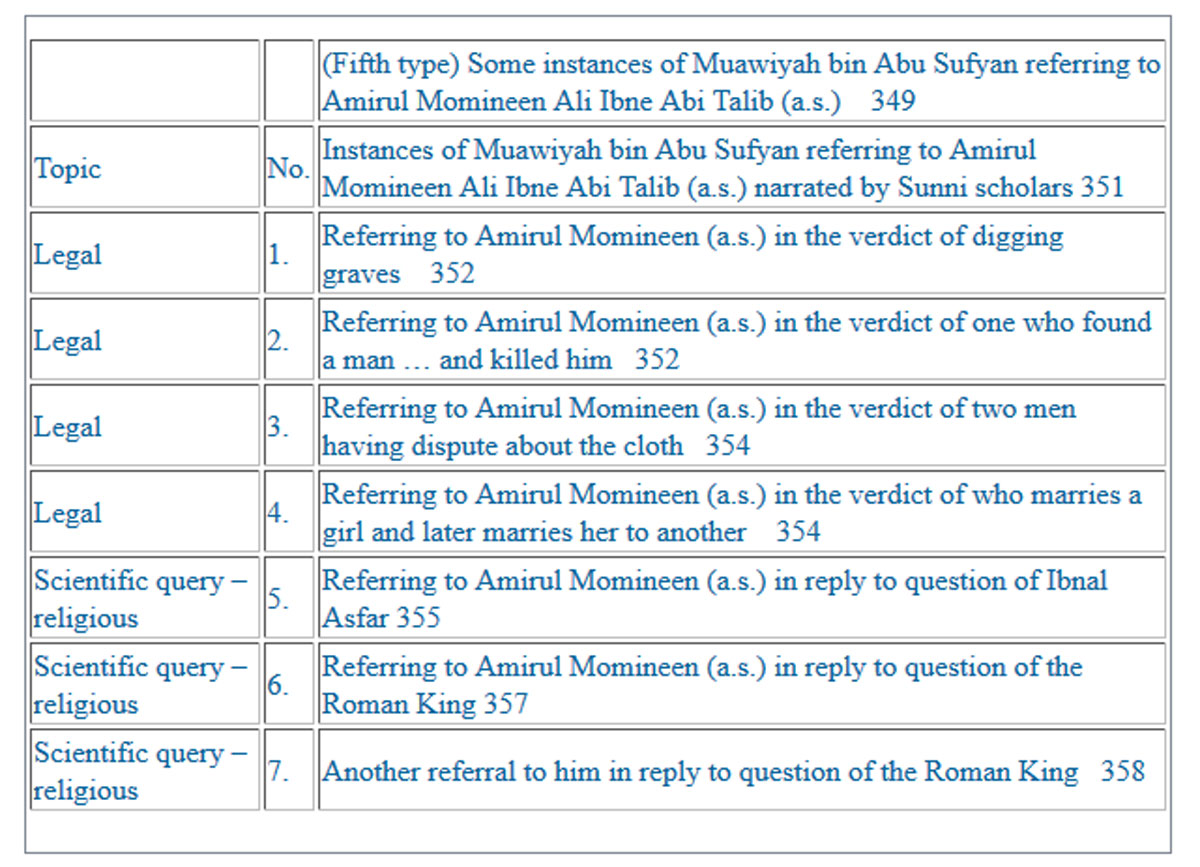 (Fifth type) Some instances of Muawiyah bin Abu Sufyan referring to
Amirul Momineen Ali Ibne Abi Talib (a.s.) 349
Topic
No.
Instances of Muawiyah bin Abu Sufyan referring to Amirul
Momineen Ali Ibne Abi Talib (a.s.) narrated by Sunni scholars 351
Legal
1.
Referring to Amirul Momineen (a.s.) in the verdict of digging
graves 352
Legal
2.
Referring to Amirul Momineen (a.s.) in the verdict of one who found
a man … and killed him 352
Legal
3.
Referring to Amirul Momineen (a.s.) in the verdict of two men
having dispute about the cloth 354
Legal
4.
Referring to Amirul Momineen (a.s.) in the verdict of who marries a
girl and later marries her to another 354
Scientific query –
religious
5.
Referring to Amirul Momineen (a.s.) in reply to question of Ibnal
Asfar 355
Scientific query –
religious
6.
Referring to Amirul Momineen (a.s.) in reply to question of the
Roman King 357
Scientific query –
religious
7.
Another referral to him in reply to question of the Roman King 358